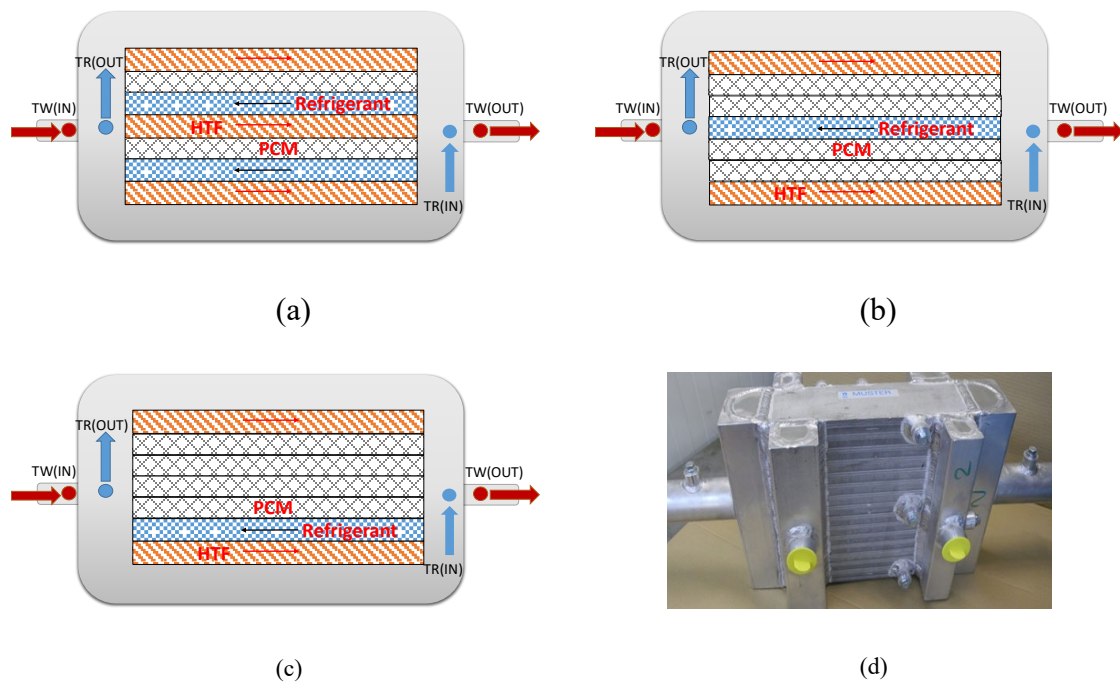 TR(OUT
TW(IN)
Refrigerant
HTF
PCM
TW(OUT)
TR(IN)
(a)
TR(OUT)
TW(IN)
Refrigerant
PCM
HTF
TW(OUT)
TR(IN)
(b)
TR(OUT)
TW(IN)
PCM
Refrigerant
HTF
TW(OUT)
TR(IN)
(c)
MUSTER
2
(d)